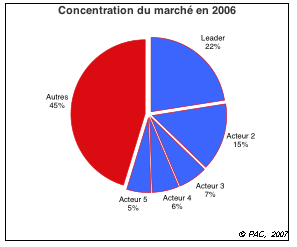 Concentration du marché en 2006
Leader
22%
Autres
45%
Acteur 2
15%
Acteur 3
7%
Acteur 4
6%
Acteur 5
5%
© PAC, 2007